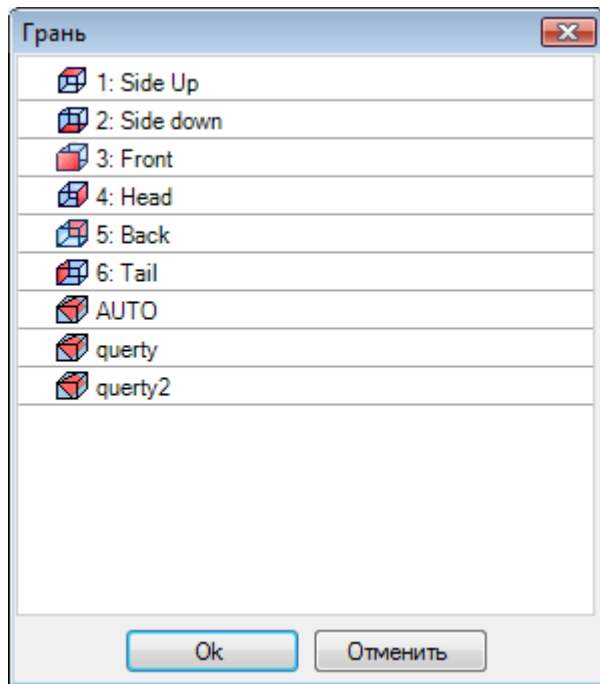 Грань
1: Side Up
2: Side down
3: Front
4: Head
5: Back
6: Tail
AUTO
querty
querty2
Ok
Отменить